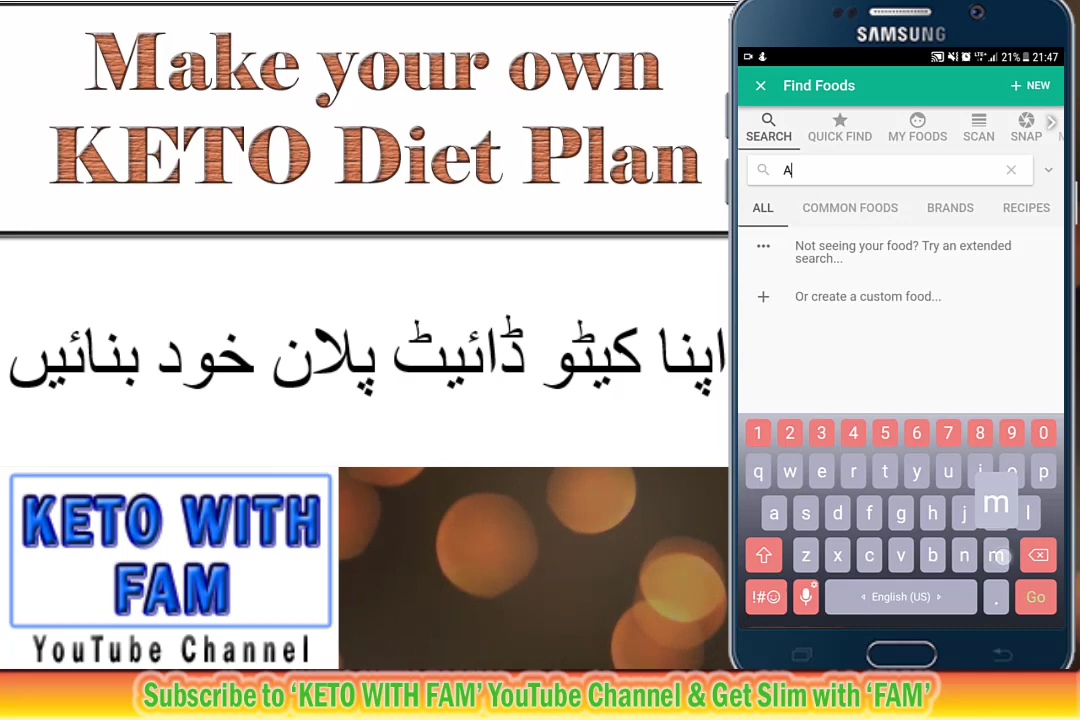 Make your own
KETO Diet Plan
اپنا کیٹو ڈائیٹ پلان خود بنائیں
KETO WITH
FAM
YouTube Channel
SAMSUNG
LTE+ 21% 21:47
Find Foods
+ NEW
SEARCH QUICK FIND MY FOODS SCAN SNAP
A
ALL COMMON FOODS BRANDS RECIPES
Not seeing your food? Try an extended
search...
Or create a custom food...
1 2 3 4 5 6 7 8 9 0
q w e r t y u i o p
a s d f g h j m l
z x c v b n m
!#☺ English (US) . Go
Subscribe to ‘KETO WITH FAM’ YouTube Channel & Get Slim with ‘FAM’